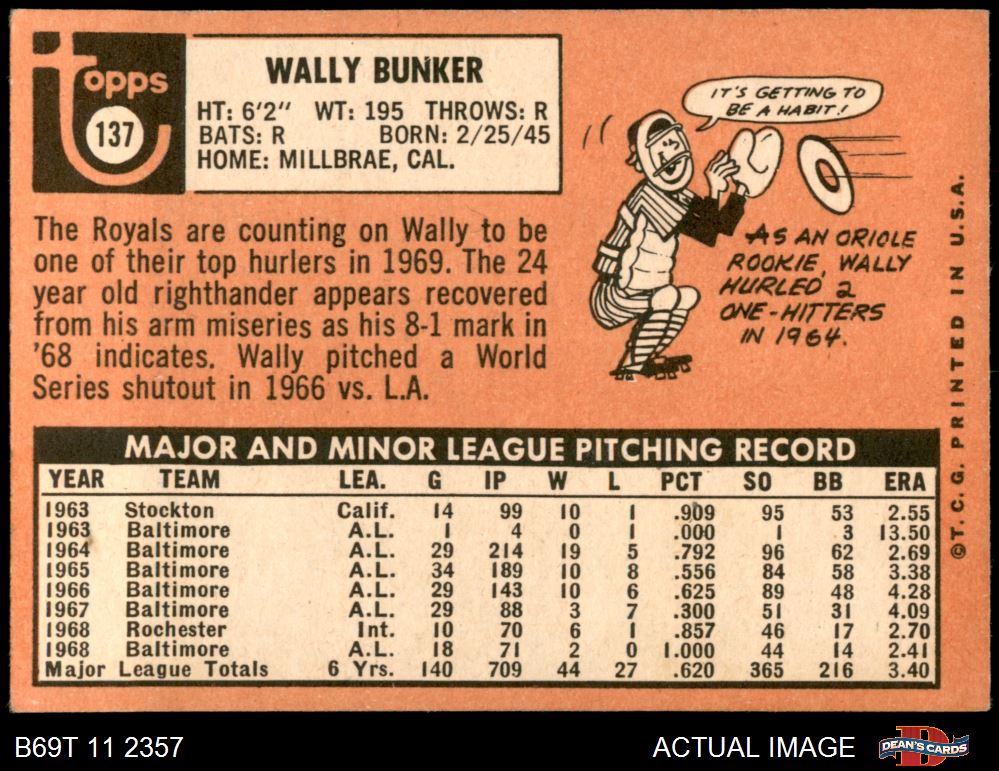 topps
137
WALLY BUNKER
HT: 6'2" WT: 195 THROWS: R
BATS: R BORN: 2/25/45
HOME: MILLBRAE, CAL.
The Royals are counting on Wally to be
one of their top hurlers in 1969. The 24
year old righthander appears recovered
from his arm miseries as his 8-1 mark in
'68 indicates. Wally pitched a World
Series shutout in 1966 vs. L.A.
IT'S GETTING TO
BE A HABIT!
AS AN ORIOLE
ROOKIE, WALLY
HURLED 2
ONE-HITTERS
IN 1964.
©T. C. G. PRINTED IN U.S.A.
MAJOR AND MINOR LEAGUE PITCHING RECORD
YEAR TEAM LEA. G IP W L PCT SO BB ERA
1963 Stockton Calif. 14 99 10 1 .909 95 53 2.55
1963 Baltimore A.L. 1 4 0 1 .000 1 3 13.50
1964 Baltimore A.L. 29 214 19 5 .792 96 62 2.69
1965 Baltimore A.L. 34 189 10 8 .556 84 58 3.38
1966 Baltimore A.L. 29 143 10 6 .625 89 48 4.28
1967 Baltimore A.L. 29 88 3 7 .300 51 31 4.09
1968 Rochester Int. 10 70 6 1 .857 46 17 2.70
1968 Baltimore A.L. 18 71 2 0 1.000 44 14 2.41
Major League Totals 6 Yrs. 140 709 44 27 .620 365 216 3.40
B69T 11 2357
ACTUAL IMAGE
DEAN'S CARDS